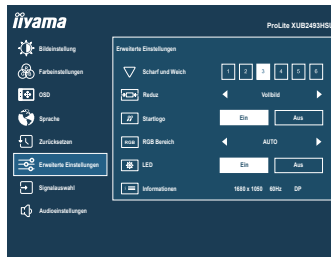 iiyama
ProLite XUB2493HSU
Bildeinstellung
Farbeinstellungen
OSD
Sprache
Zurücksetzen
Erweiterte Einstellungen
Signalauswahl
Audioeinstellungen
Erweiterte Einstellungen
Scharf und Weich 1 2 3 4 5 6
Reduz Vollbild
Startlogo Ein Aus
RGB RGB Bereich AUTO
LED Ein Aus
Informationen 1680 x 1050 60Hz DP